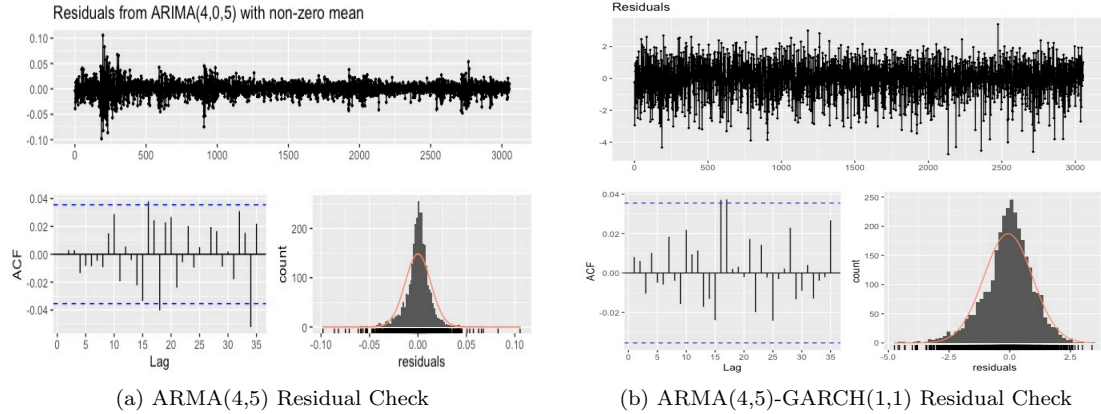 Residuals from ARIMA(4,0,5) with non-zero mean
0.10
0.05
0.00
-0.05
-0.10
0 500 1000 1500 2000 2500 3000
0.04
0.02
0.00
-0.02
-0.04
ACF
0 5 10 15 20 25 30 35
Lag
200
100
0
count
-0.10 -0.05 0.00 0.05 0.10
residuals
(a) ARMA(4,5) Residual Check
Residuals
2
0
-2
-4
0 500 1000 1500 2000 2500 3000
0.04
0.02
0.00
-0.02
ACF
0 5 10 15 20 25 30 35
Lag
250
200
150
100
50
0
count
-5.0 -2.5 0.0 2.5
residuals
(b) ARMA(4,5)-GARCH(1,1) Residual Check